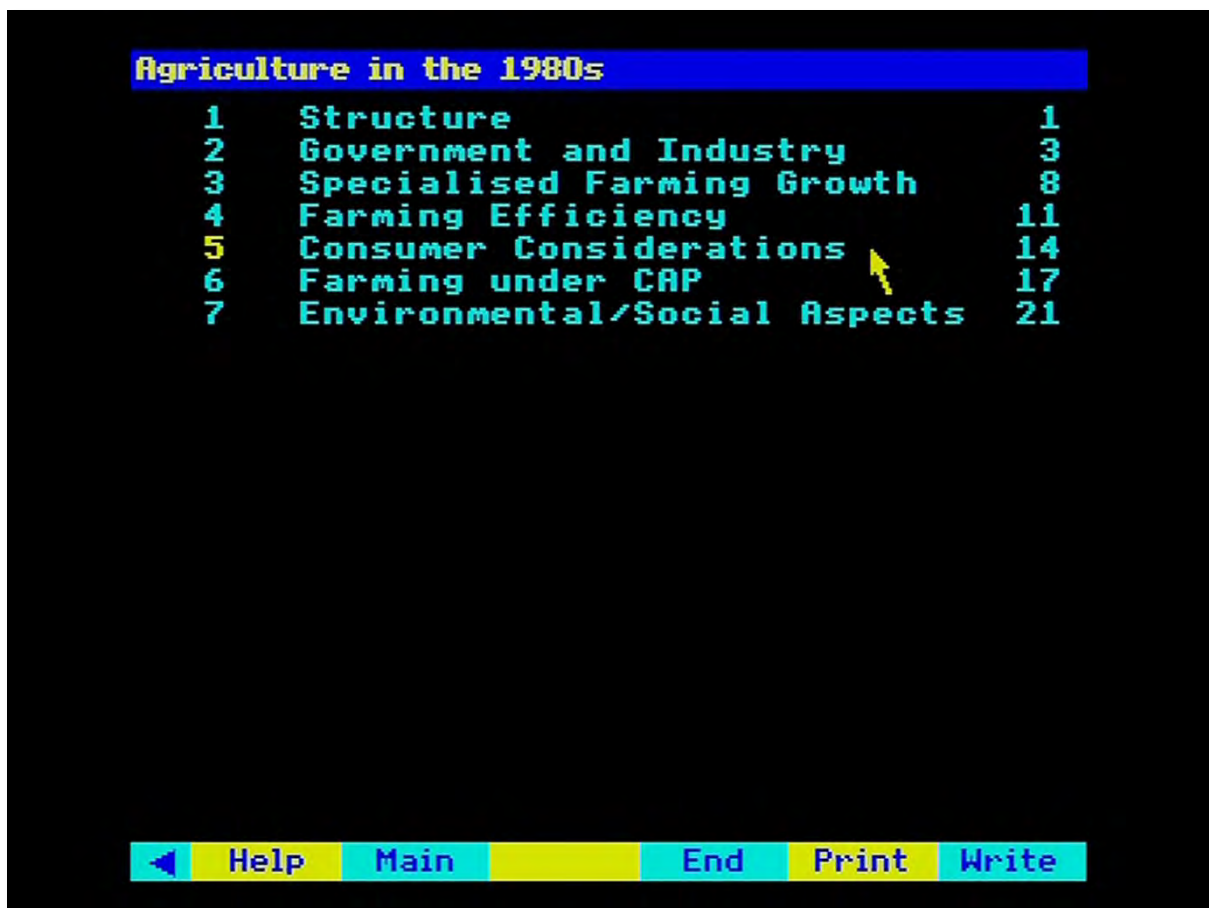 Agriculture in the 1980s
1 Structure 1
2 Government and Industry 3
3 Specialised Farming Growth 8
4 Farming Efficiency 11
5 Consumer Considerations 14
6 Farming under CAP 17
7 Environmental/Social Aspects 21
Help Main End Print Write